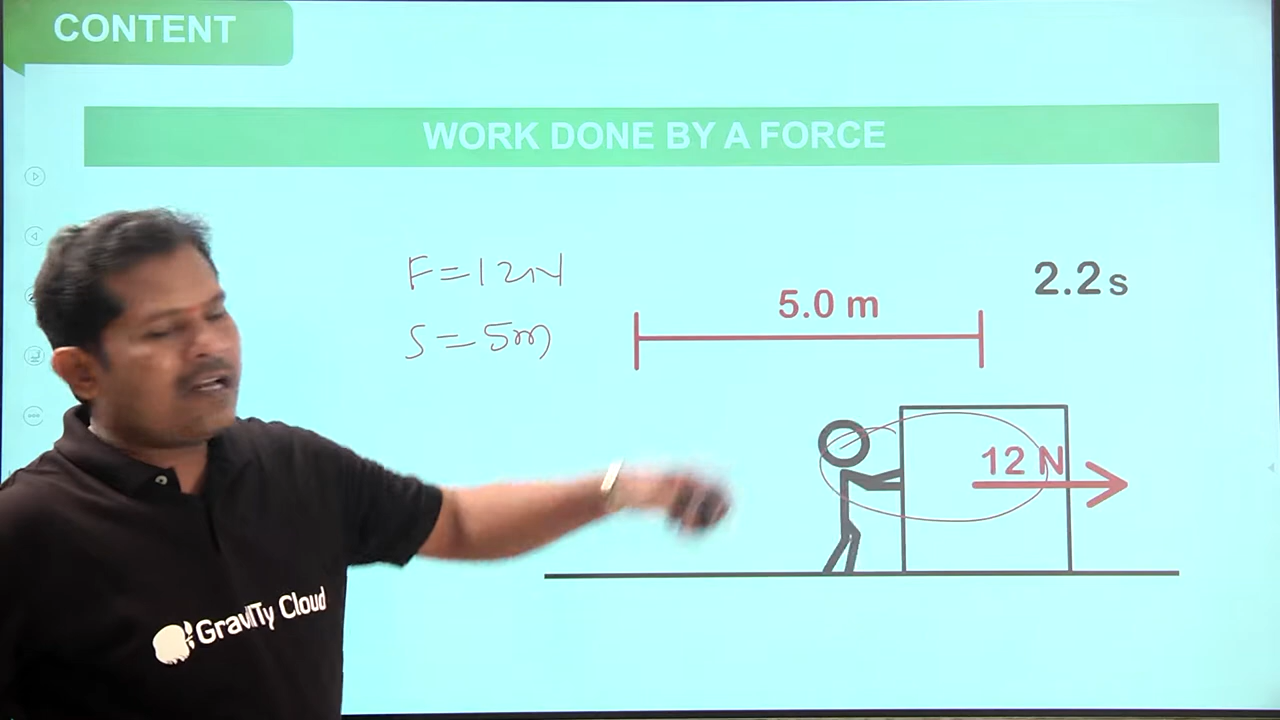 CONTENT
WORK DONE BY A FORCE
F = 12N
S = 5m
5.0 m
2.2 s
12 N
GravITy Cloud